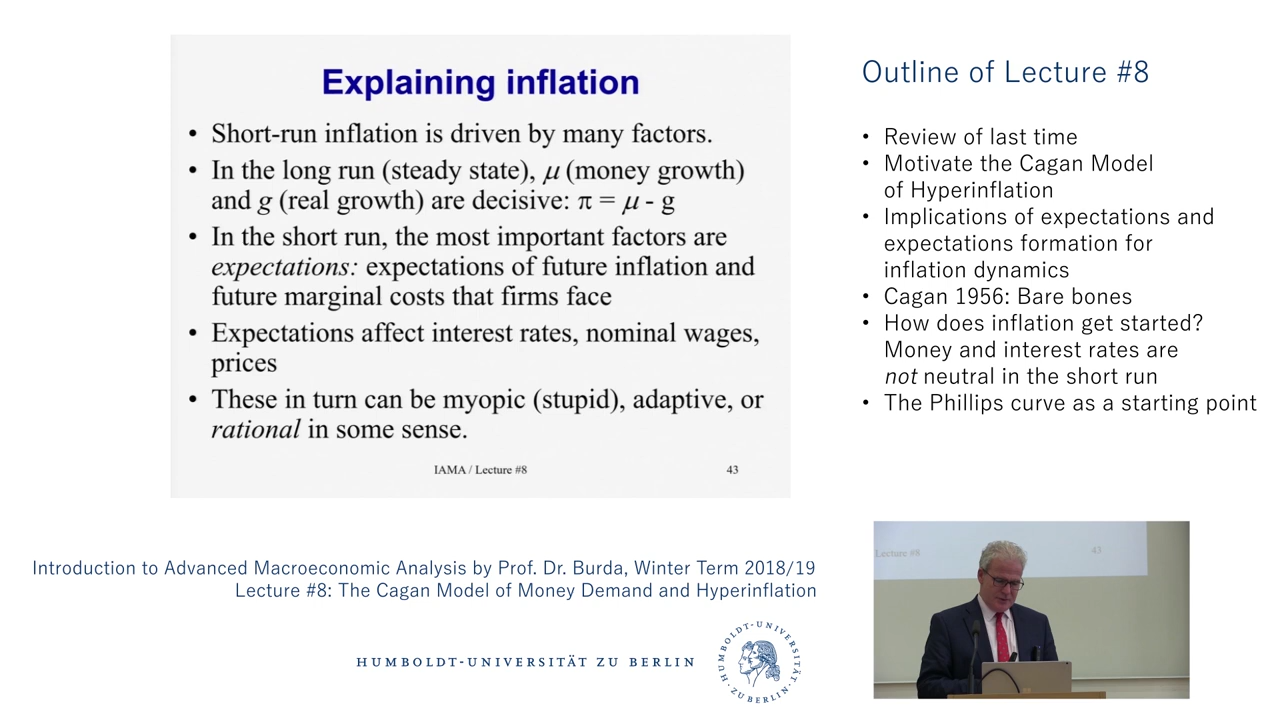 Explaining inflation
• Short-run inflation is driven by many factors.
• In the long run (steady state), μ (money growth)
and g (real growth) are decisive: π = μ - g
• In the short run, the most important factors are
expectations: expectations of future inflation and
future marginal costs that firms face
• Expectations affect interest rates, nominal wages,
prices
• These in turn can be myopic (stupid), adaptive, or
rational in some sense.
IAMA / Lecture #8 43
Outline of Lecture #8
• Review of last time
• Motivate the Cagan Model
of Hyperinflation
• Implications of expectations and
expectations formation for
inflation dynamics
• Cagan 1956: Bare bones
• How does inflation get started?
Money and interest rates are
not neutral in the short run
• The Phillips curve as a starting point
Introduction to Advanced Macroeconomic Analysis by Prof. Dr. Burda, Winter Term 2018/19
Lecture #8: The Cagan Model of Money Demand and Hyperinflation
HUMBOLDT-UNIVERSITÄT ZU BERLIN
HUMBOLDT-UNIVERSITÄT
ZU BERLIN
Lecture #8 43